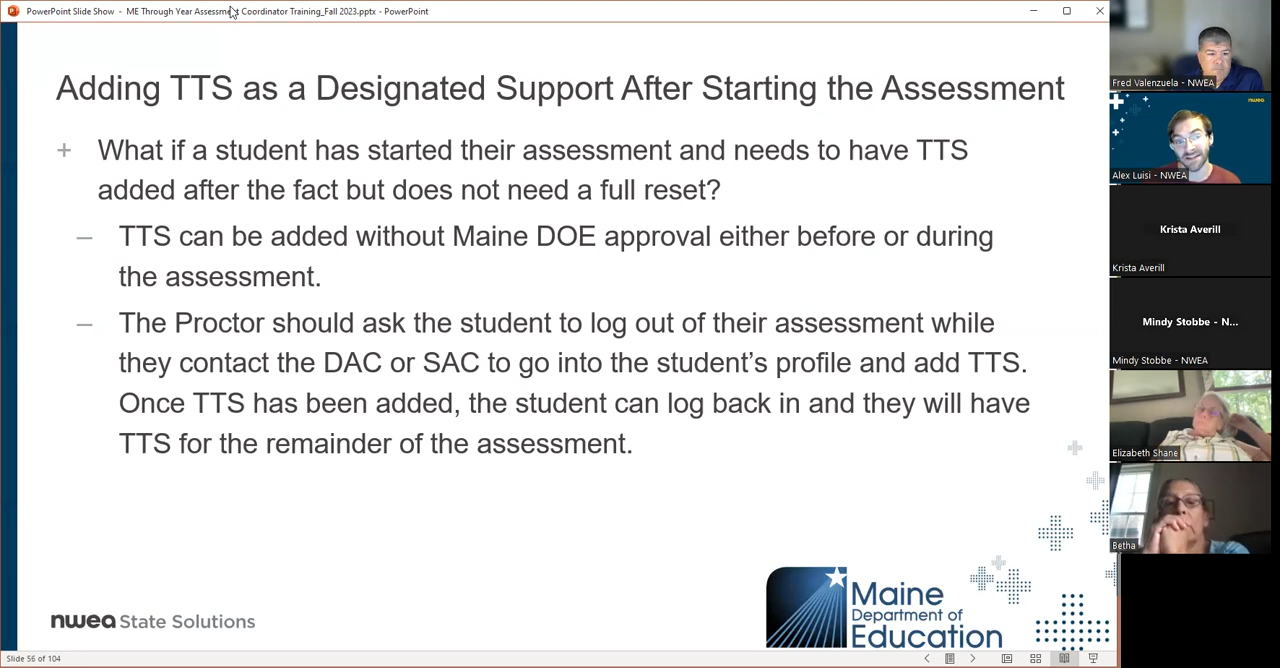 PowerPoint Slide Show - ME Through Year Assessment Coordinator Training_Fall 2023.pptx - PowerPoint
Adding TTS as a Designated Support After Starting the Assessment
+ What if a student has started their assessment and needs to have TTS
added after the fact but does not need a full reset?
– TTS can be added without Maine DOE approval either before or during
the assessment.
– The Proctor should ask the student to log out of their assessment while
they contact the DAC or SAC to go into the student's profile and add TTS.
Once TTS has been added, the student can log back in and they will have
TTS for the remainder of the assessment.
nwea State Solutions
Maine
Department of
Education
Slide 56 of 104
Fred Valenzuela - NWEA
nwea
Alex Luisi - NWEA
Krista Averill
Krista Averill
Mindy Stobbe - N...
Mindy Stobbe - NWEA
Elizabeth Shane
Betha